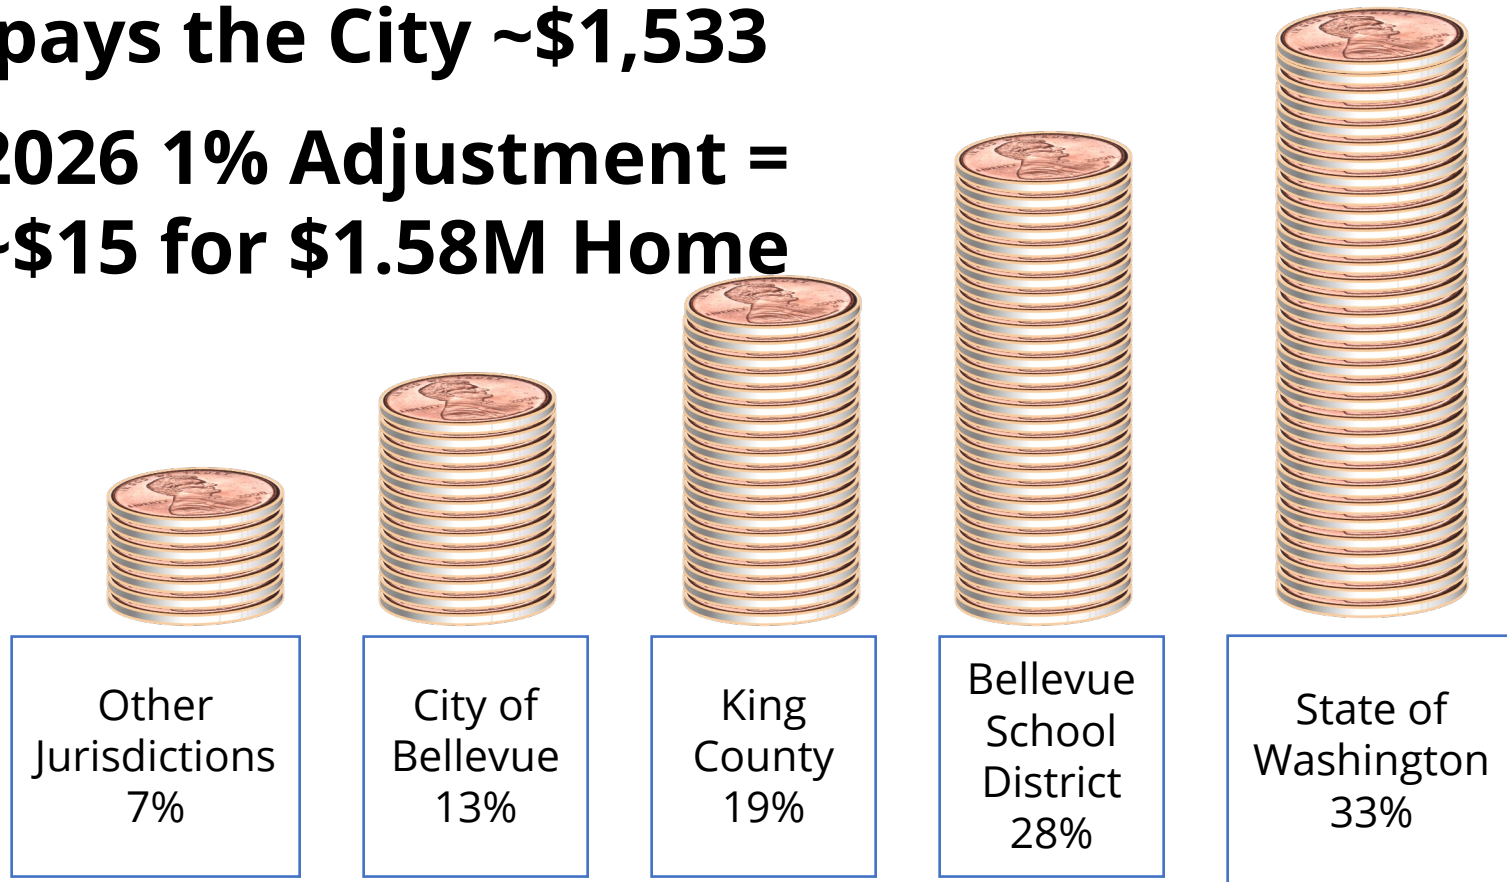 pays the City ~$1,533
2026 1% Adjustment =
~$15 for $1.58M Home
Other
Jurisdictions
7%
City of
Bellevue
13%
King
County
19%
Bellevue
School
District
28%
State of
Washington
33%